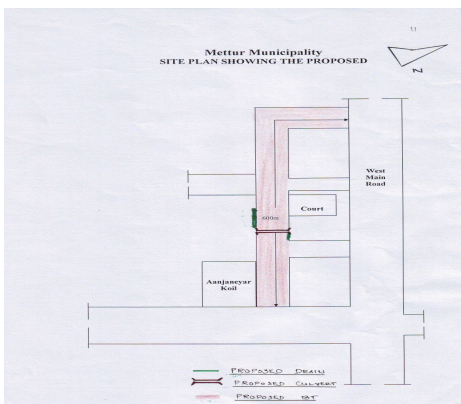 11
Mettur Municipality
SITE PLAN SHOWING THE PROPOSED
N
West
Main
Road
Court
600m
Aanjaneyar
Koil
PROPOSED DRAIN
PROPOSED CULVERT
PROPOSED BT